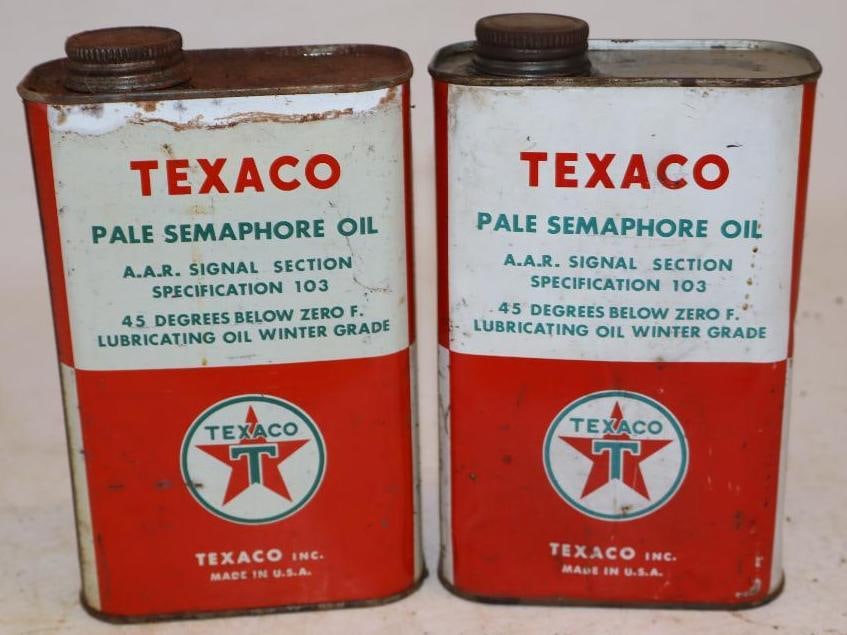 TEXACO
PALE SEMAPHORE OIL
A.A.R. SIGNAL SECTION
SPECIFICATION 103
45 DEGREES BELOW ZERO F.
LUBRICATING OIL WINTER GRADE
TEXACO
T
TEXACO INC.
MADE IN U.S.A.
TEXACO
PALE SEMAPHORE OIL
A.A.R. SIGNAL SECTION
SPECIFICATION 103
45 DEGREES BELOW ZERO F.
LUBRICATING OIL WINTER GRADE
TEXACO
T
TEXACO INC.
MADE IN U.S.A.